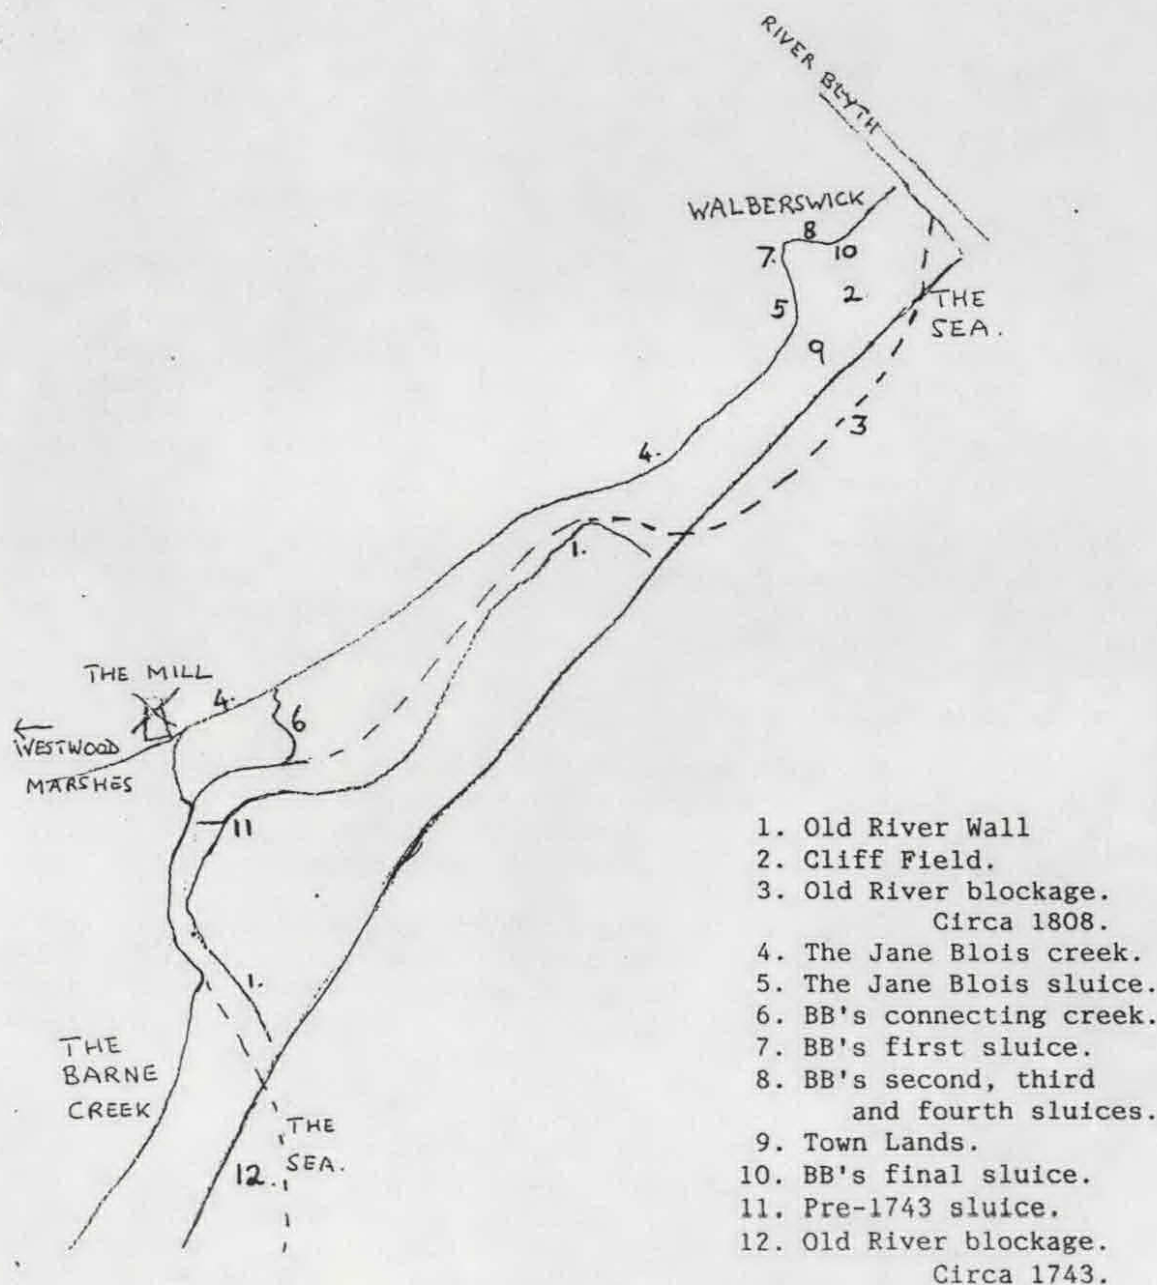 RIVER BLYTH
WALBERSWICK
8
7.
10
5
2
THE
SEA.
9
3
4.
1.
THE MILL
4.
6
WESTWOOD
MARSHES
11
1.
THE
BARNE
CREEK
THE
SEA.
12.
1. Old River Wall
2. Cliff Field.
3. Old River blockage.
Circa 1808.
4. The Jane Blois creek.
5. The Jane Blois sluice.
6. BB's connecting creek.
7. BB's first sluice.
8. BB's second, third
and fourth sluices.
9. Town Lands.
10. BB's final sluice.
11. Pre-1743 sluice.
12. Old River blockage.
Circa 1743.